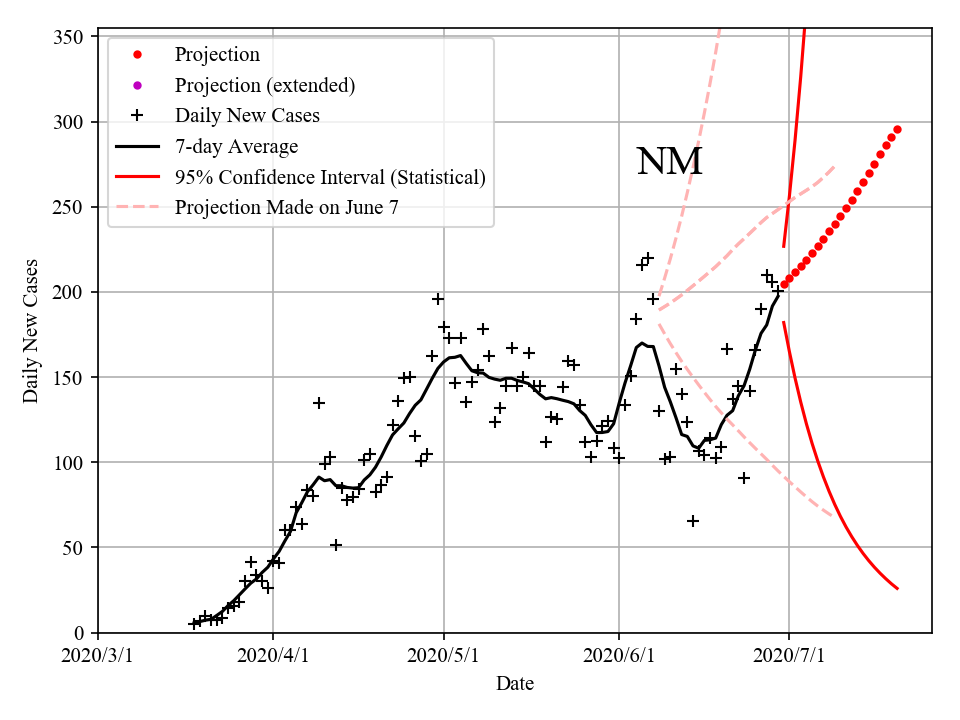 350
300
250
200
150
100
50
0
Daily New Cases
Projection
Projection (extended)
Daily New Cases
7-day Average
95% Confidence Interval (Statistical)
Projection Made on June 7
NM
2020/3/1 2020/4/1 2020/5/1 2020/6/1 2020/7/1
Date